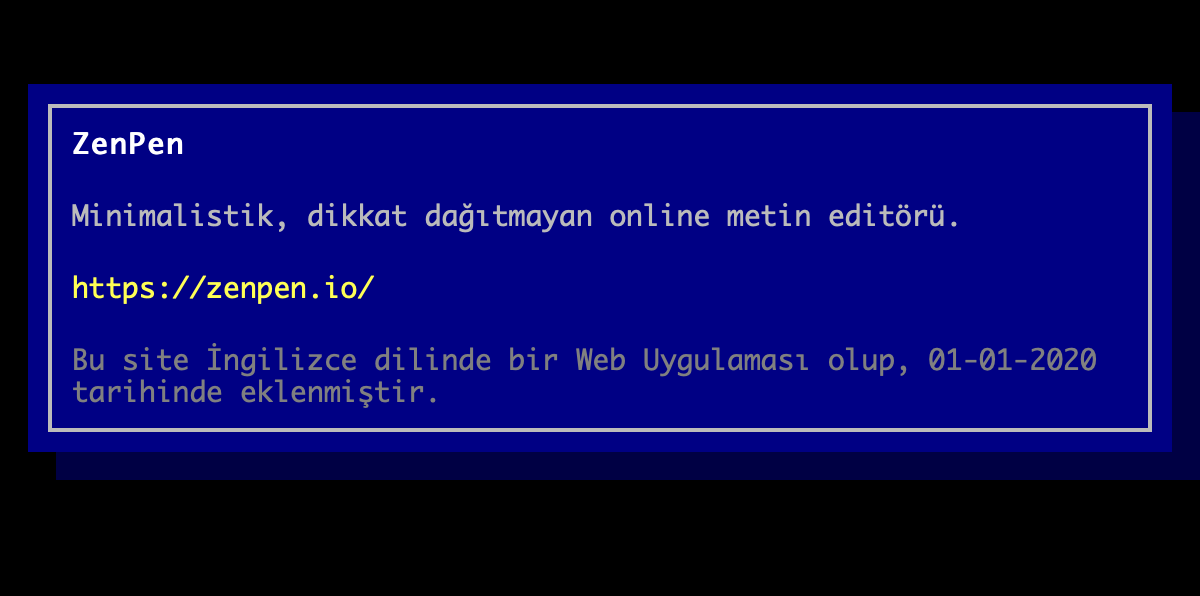 ZenPen
Minimalistik, dikkat dağıtmayan online metin editörü.
https://zenpen.io/
Bu site İngilizce dilinde bir Web Uygulaması olup, 01-01-2020
tarihinde eklenmiştir.